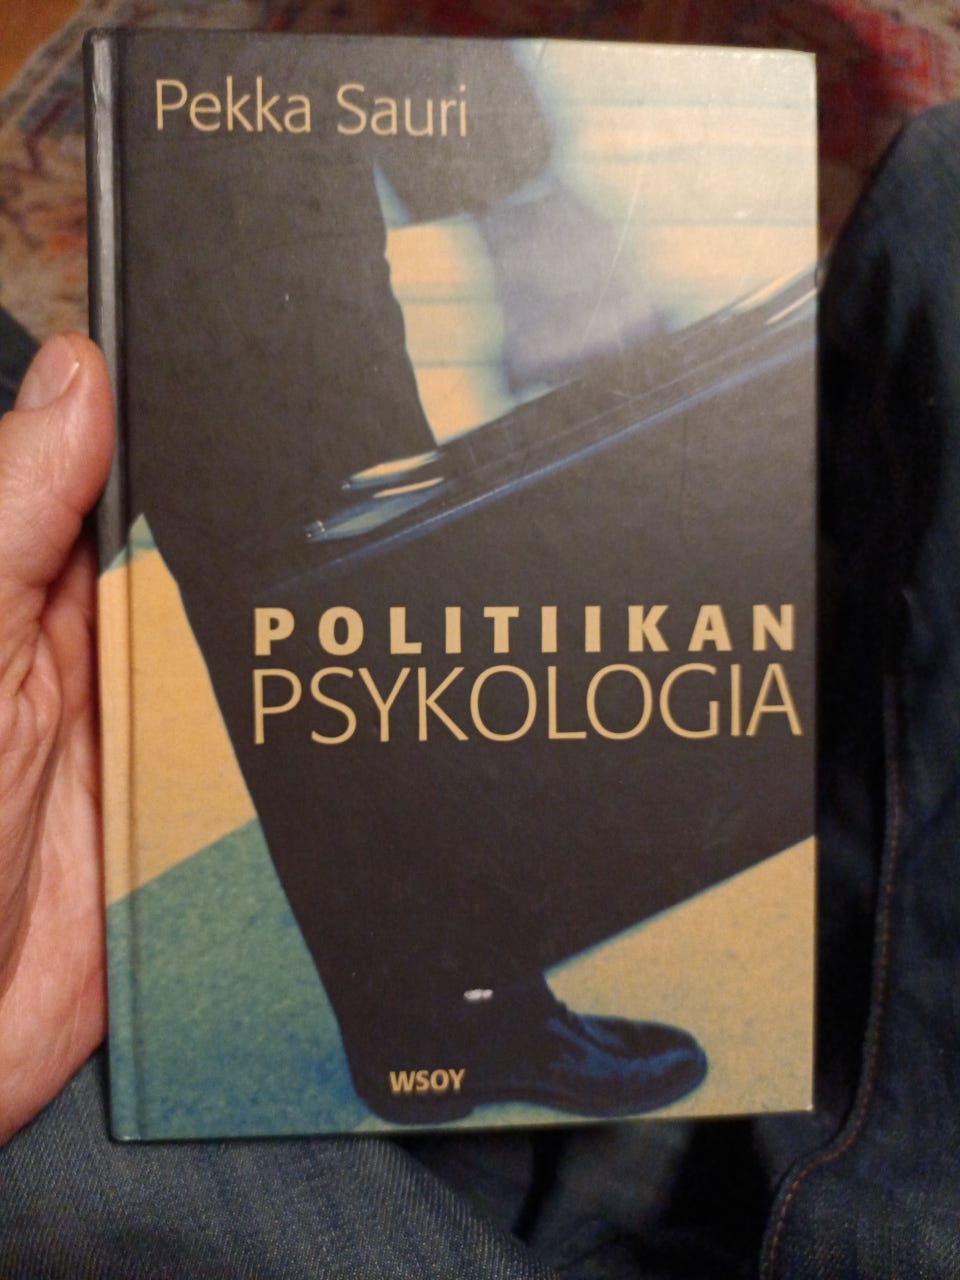 Pekka Sauri
POLITIIKAN
PSYKOLOGIA
WSOY